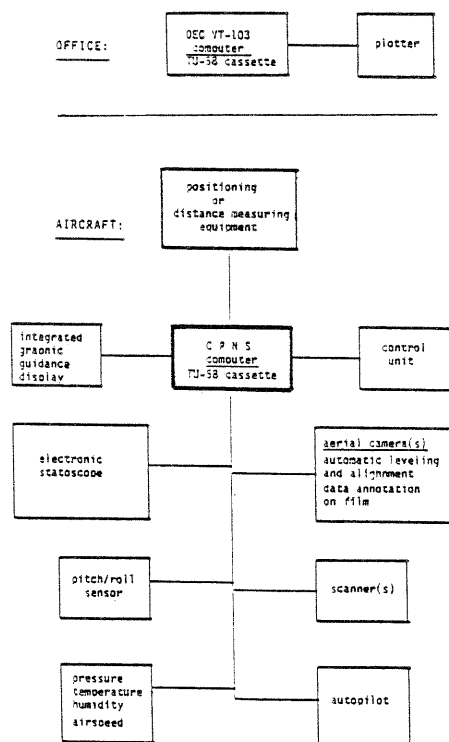 OFFICE:
DEC VT-103
computer
TU-58 cassette
plotter
AIRCRAFT:
positioning
or
distance measuring
equipment
integrated
graphic
guidance
display
C P N S
computer
TU-58 cassette
control
unit
electronic
statoscope
aerial camera(s)
automatic leveling
and alignment
data annotation
on film
pitch/roll
sensor
scanner(s)
pressure
temperature
humidity
airspeed
autopilot